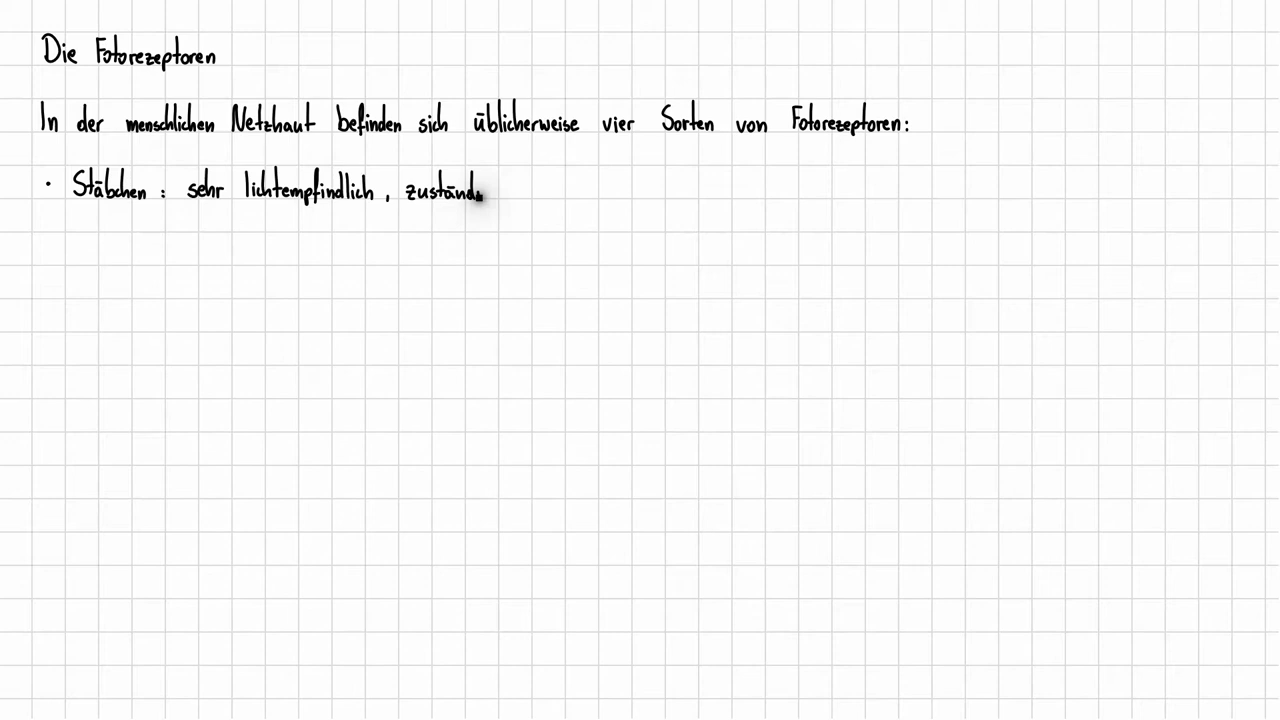 Die Fotorezeptoren
In der menschlichen Netzhaut befinden sich üblicherweise vier Sorten von Fotorezeptoren:
· Stäbchen: sehr lichtempfindlich, zuständ